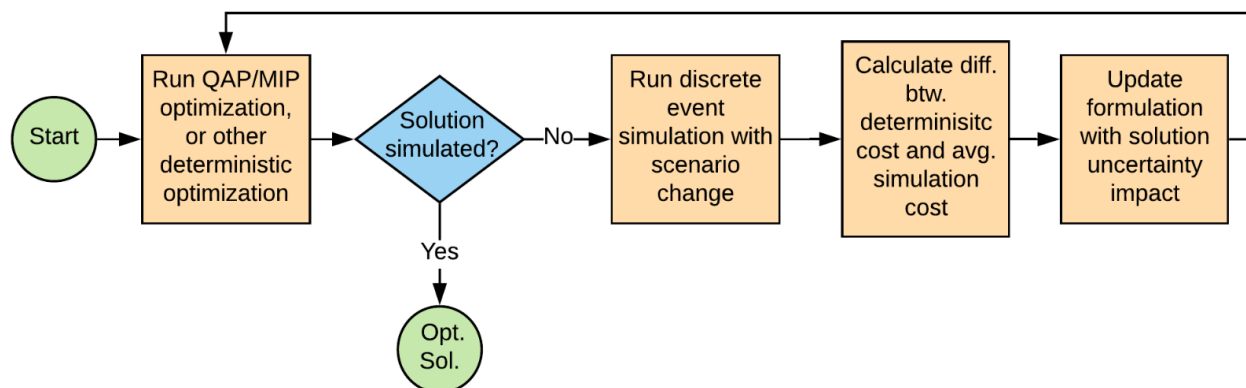 Start
Run QAP/MIP
optimization,
or other
deterministic
optimization
Solution
simulated?
No
Run discrete
event
simulation with
scenario
change
Calculate diff.
btw.
determinisitc
cost and avg.
simulation
cost
Update
formulation
with solution
uncertainty
impact
Yes
Opt.
Sol.